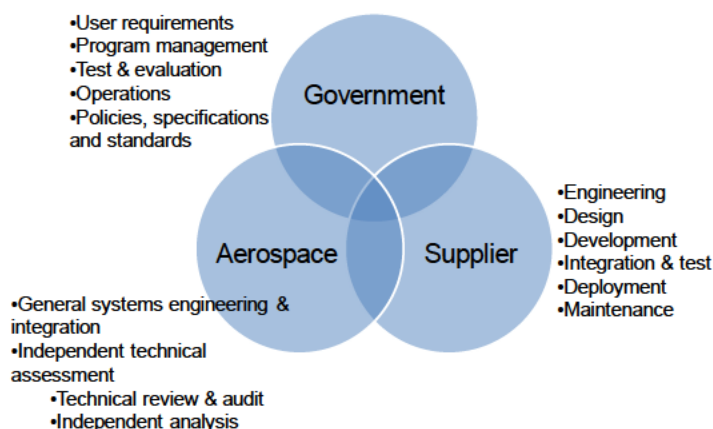 •User requirements
•Program management
•Test & evaluation
•Operations
•Policies, specifications
and standards
Government
Aerospace
Supplier
•Engineering
•Design
•Development
•Integration & test
•Deployment
•Maintenance
•General systems engineering &
integration
•Independent technical
assessment
•Technical review & audit
•Independent analysis